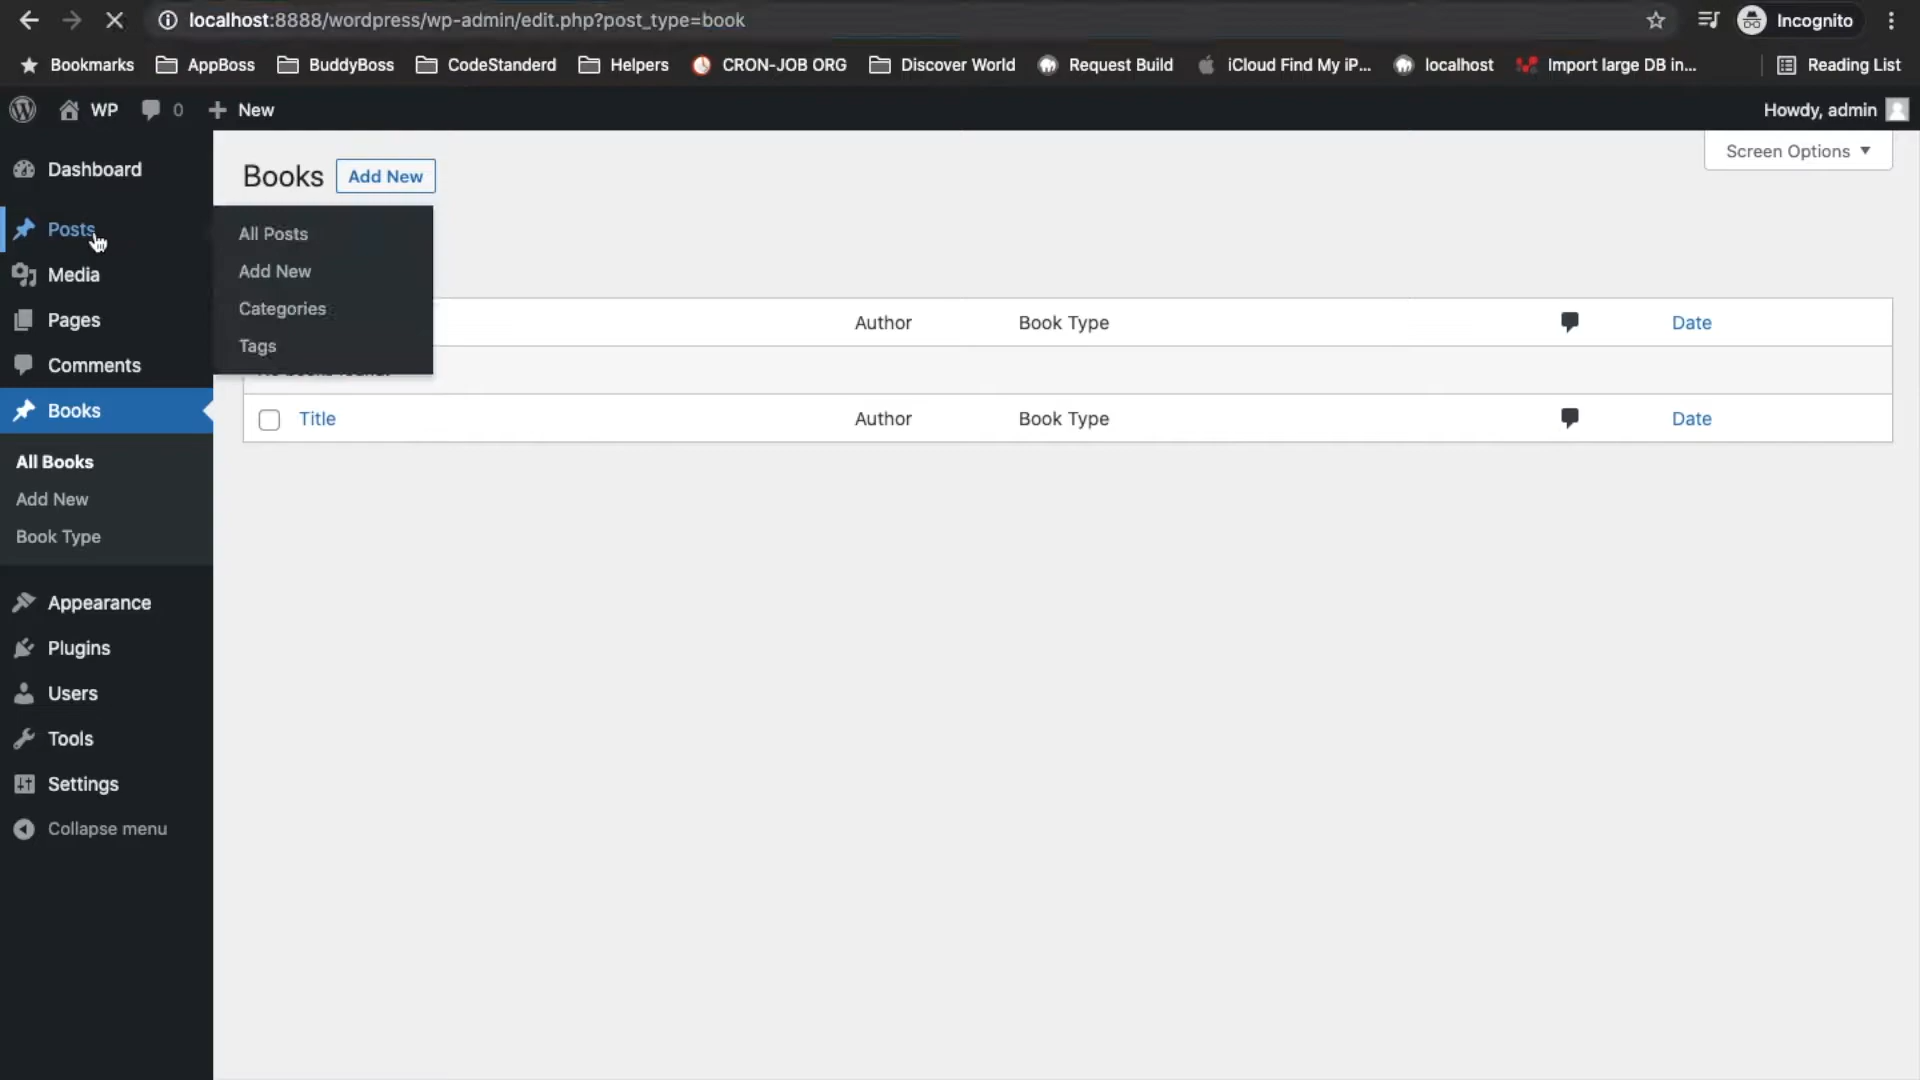 localhost:8888/wordpress/wp-admin/edit.php?post_type=book
Incognito
Bookmarks AppBoss BuddyBoss CodeStanderd Helpers CRON-JOB ORG Discover World Request Build iCloud Find My iP... localhost Import large DB in... Reading List
WP 0 New Howdy, admin
Screen Options
Dashboard
Books Add New
Posts
All Posts
Add New
Categories
Tags
Media
Pages
Comments
Author Book Type Date
Title Author Book Type Date
Books
All Books
Add New
Book Type
Appearance
Plugins
Users
Tools
Settings
Collapse menu